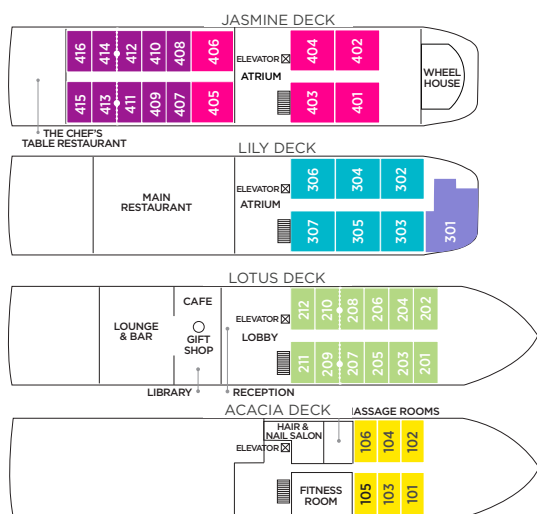 JASMINE DECK
416 414 412 410 408 406
ELEVATOR
ATRIUM
404 402
WHEEL
HOUSE
415 413 411 409 407 405
403 401
THE CHEF'S
TABLE RESTAURANT
LILY DECK
MAIN
RESTAURANT
ELEVATOR
ATRIUM
306 304 302
307 305 303 301
LOTUS DECK
LOUNGE
& BAR
CAFE
GIFT
SHOP
ELEVATOR
LOBBY
212 210 208 206 204 202
211 209 207 205 203 201
LIBRARY
RECEPTION
ACACIA DECK
MASSAGE ROOMS
HAIR &
NAIL SALON
ELEVATOR
106 104 102
FITNESS
ROOM
105 103 101